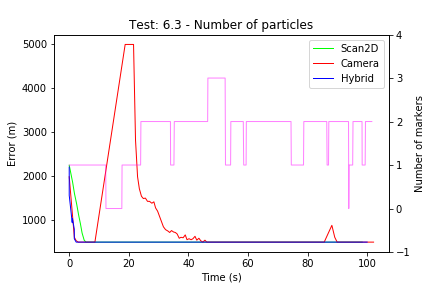 Test: 6.3 - Number of particles
Scan2D
Camera
Hybrid
Error (m)
5000
4000
3000
2000
1000
4
3
2
1
0
−1
Number of markers
0
20
40
60
80
100
Time (s)